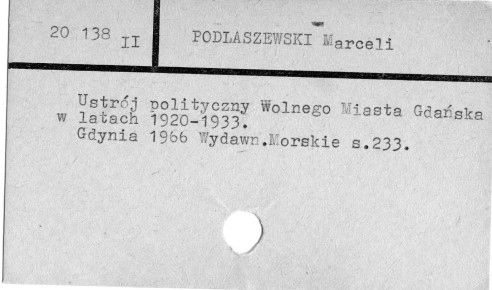 20 138 II
PODLASZEWSKI Marceli
Ustrój polityczny Wolnego Miasta Gdańska
w latach 1920-1933.
Gdynia 1966 Wydawn.Morskie s.233.